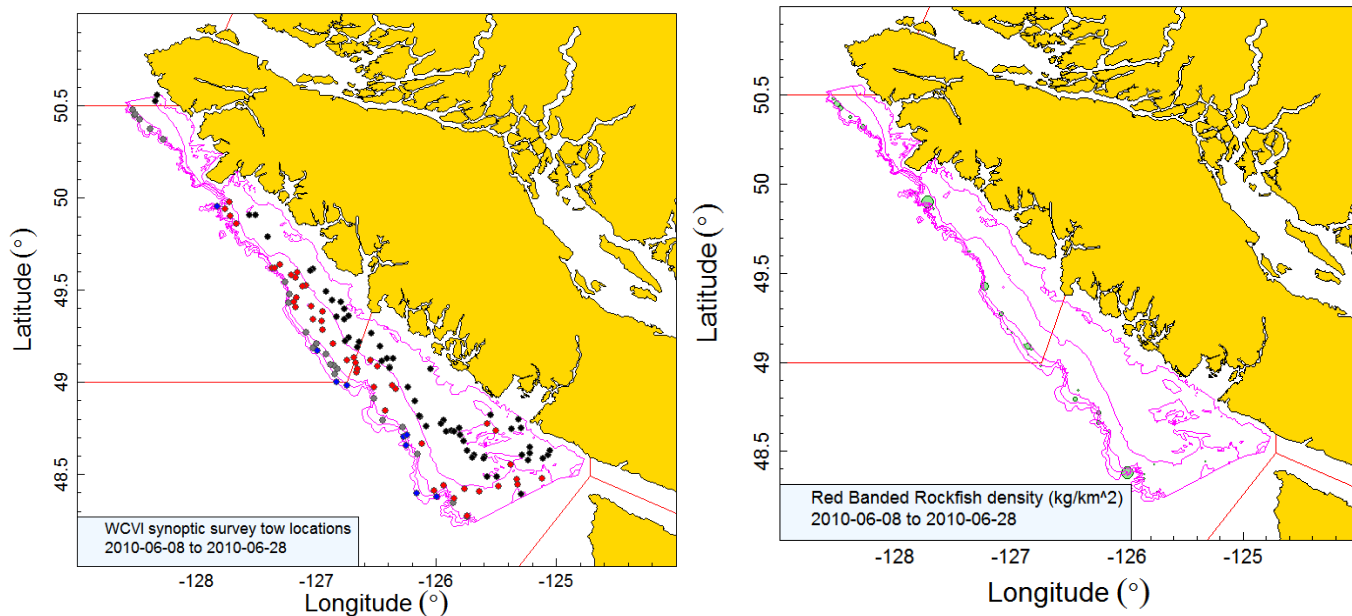 50.5
50
49.5
49
48.5
Latitude (°)
WCVI synoptic survey tow locations
2010-06-08 to 2010-06-28
-128
-127
-126
-125
Longitude (°)
50.5
50
49.5
49
48.5
Latitude (°)
Red Banded Rockfish density (kg/km^2)
2010-06-08 to 2010-06-28
-128
-127
-126
-125
Longitude (°)